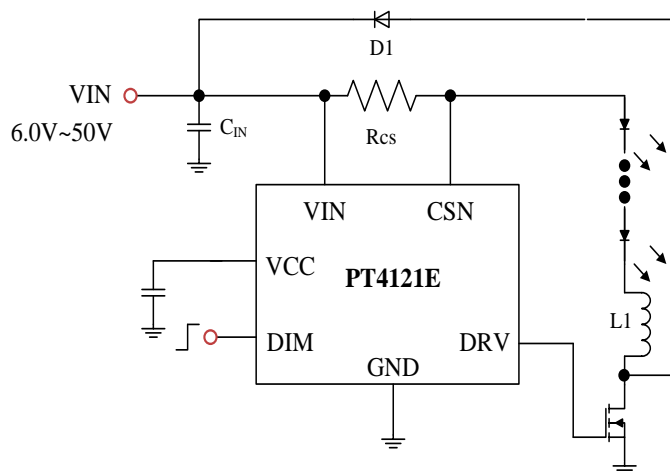 D1
VIN
6.0V~50V
CIN
Rcs
VIN
CSN
VCC
PT4121E
DIM
DRV
GND
L1